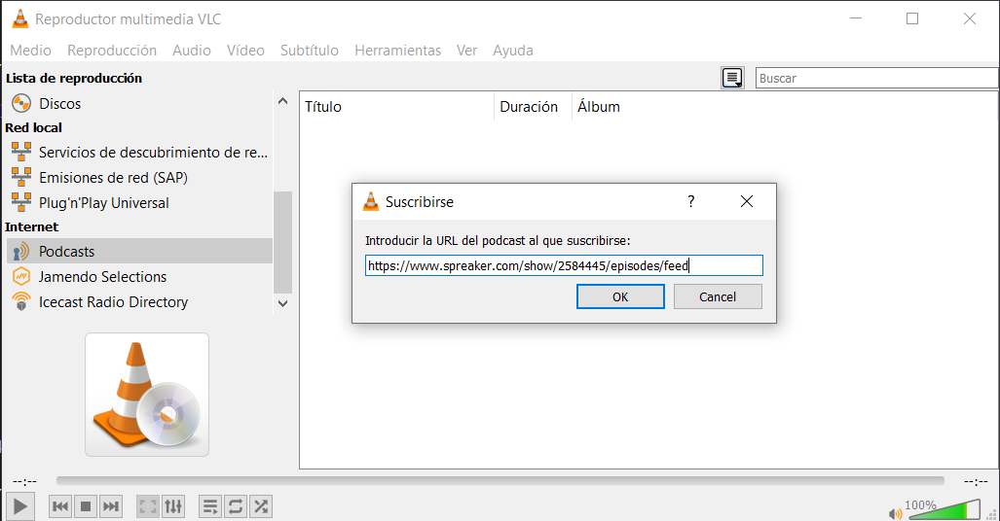 Reproductor multimedia VLC
Medio Reproducción Audio Vídeo Subtítulo Herramientas Ver Ayuda
Lista de reproducción
Buscar
Discos
Red local
Servicios de descubrimiento de re...
Emisiones de red (SAP)
Plug'n'Play Universal
Internet
Podcasts
Jamendo Selections
Icecast Radio Directory
Título Duración Álbum
Suscribirse
?
Introducir la URL del podcast al que suscribirse:
https://www.spreaker.com/show/2584445/episodes/feed
OK Cancel
--:-- --:--
100%